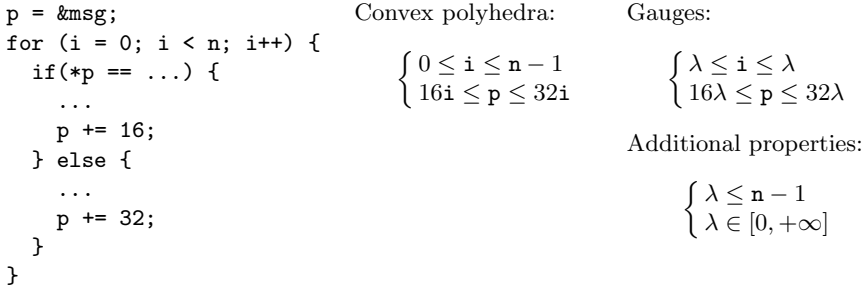 p = &msg;
for (i = 0; i < n; i++) {
  if(*p == ...) {
    ...
    p += 16;
  } else {
    ...
    p += 32;
  }
}
Convex polyhedra:
0 ≤ i ≤ n − 1
16i ≤ p ≤ 32i
Gauges:
λ ≤ i ≤ λ
16λ ≤ p ≤ 32λ
Additional properties:
λ ≤ n − 1
λ ∈ [0, +∞]